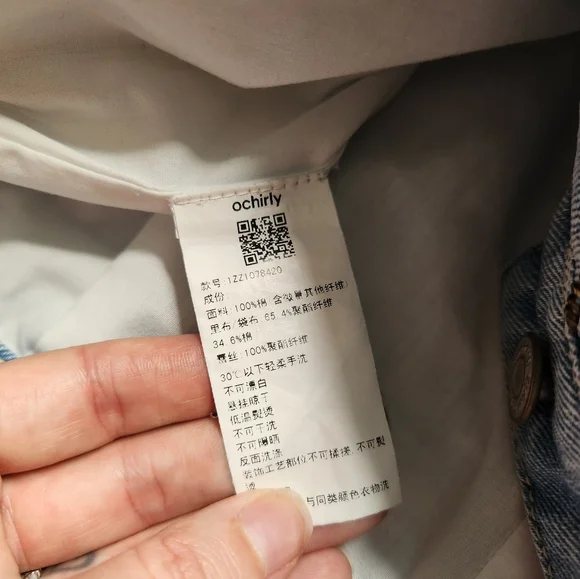 ochirly
款号:1ZZ1078420
成份:
面料:100%棉(含微量其他纤维)
里布/袋布:65.4%聚酯纤维
34.6%棉
绣丝:100%聚酯纤维
30℃以下轻柔手洗
不可漂白
悬挂晾干
低温熨烫
不可干洗
不可曝晒
反面洗涤
装饰工艺部位不可揉搓,不可熨
烫
与同类颜色衣物洗